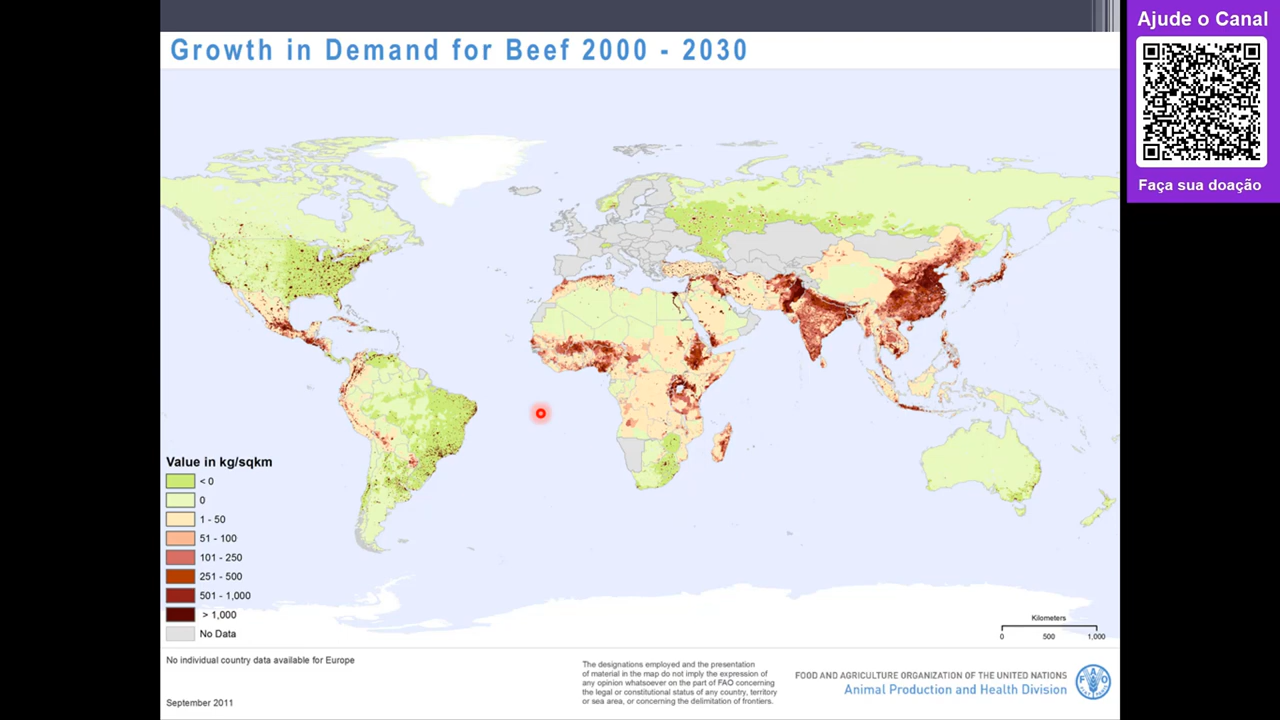 Growth in Demand for Beef 2000 - 2030
Ajude o Canal
Faça sua doação
Value in kg/sqkm
< 0
0
1 - 50
51 - 100
101 - 250
251 - 500
501 - 1,000
> 1,000
No Data
Kilometers
0 500 1,000
No individual country data available for Europe
September 2011
The designations employed and the presentation
of material in the map do not imply the expression of
any opinion whatsoever on the part of FAO concerning
the legal or constitutional status of any country, territory
or sea area, or concerning the delimitation of frontiers.
FOOD AND AGRICULTURE ORGANIZATION OF THE UNITED NATIONS
Animal Production and Health Division
F A O